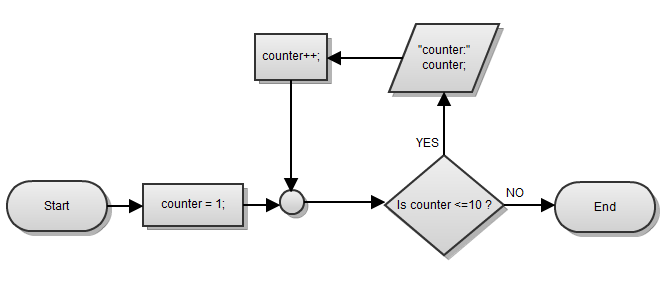 counter++;
"counter:"
counter;
YES
Start
counter = 1;
Is counter <=10 ?
NO
End